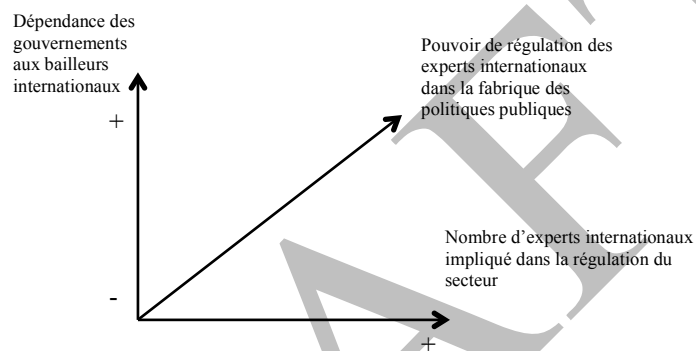 Dépendance des
gouvernements
aux bailleurs
internationaux
+
Pouvoir de régulation des
experts internationaux
dans la fabrique des
politiques publiques
Nombre d'experts internationaux
impliqué dans la régulation du
secteur
-
+